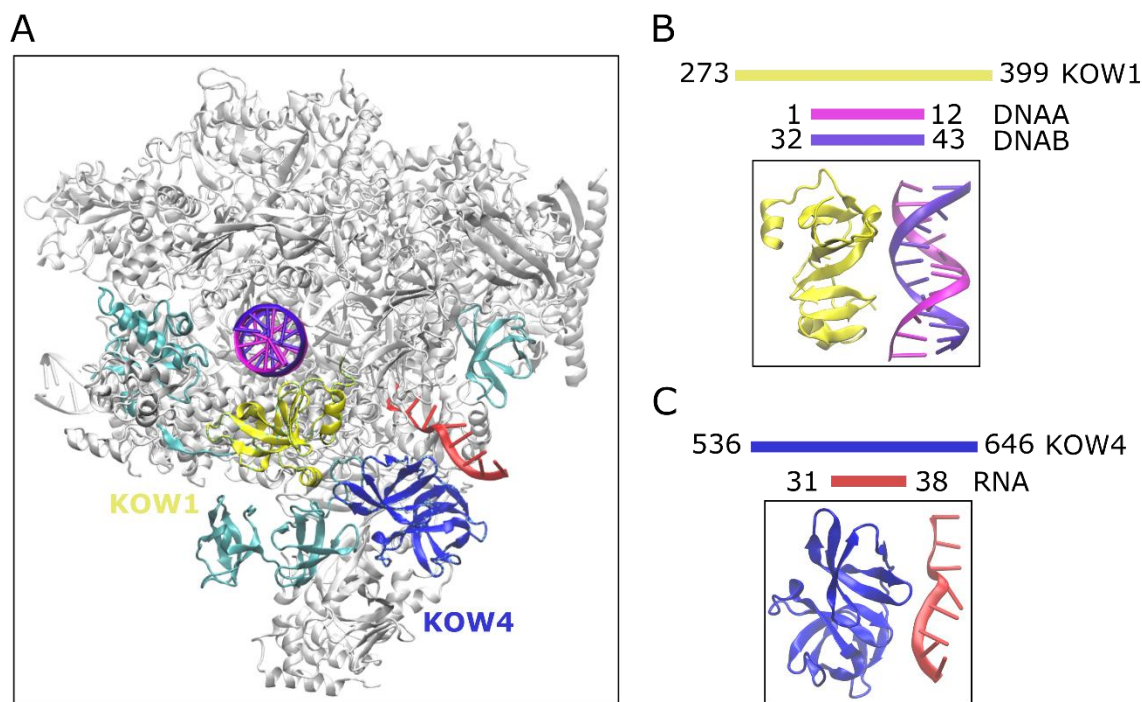 A
KOW1
KOW4
B
273 399 KOW1
1 12 DNAA
32 43 DNAB
C
536 646 KOW4
31 38 RNA